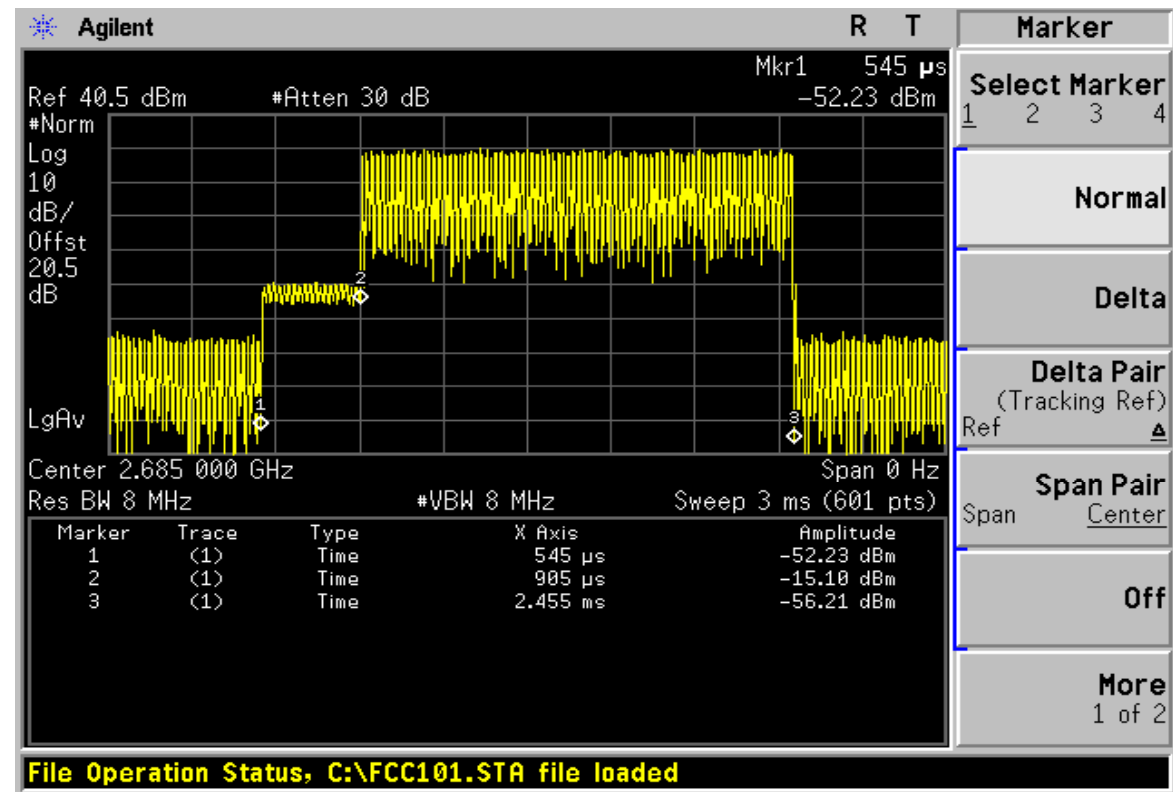 Agilent R T
Mkr1 545 µs
Ref 40.5 dBm #Atten 30 dB -52.23 dBm
#Norm
Log
10
dB/
Offst
20.5
dB
LgAv
2
1
3
Center 2.685 000 GHz Span 0 Hz
Res BW 8 MHz #VBW 8 MHz Sweep 3 ms (601 pts)
Marker Trace Type X Axis Amplitude
1 (1) Time 545 µs -52.23 dBm
2 (1) Time 905 µs -15.10 dBm
3 (1) Time 2.455 ms -56.21 dBm
File Operation Status, C:\FCC101.STA file loaded
Marker
Select Marker
1 2 3 4
Normal
Delta
Delta Pair
(Tracking Ref)
Ref Δ
Span Pair
Span Center
Off
More
1 of 2